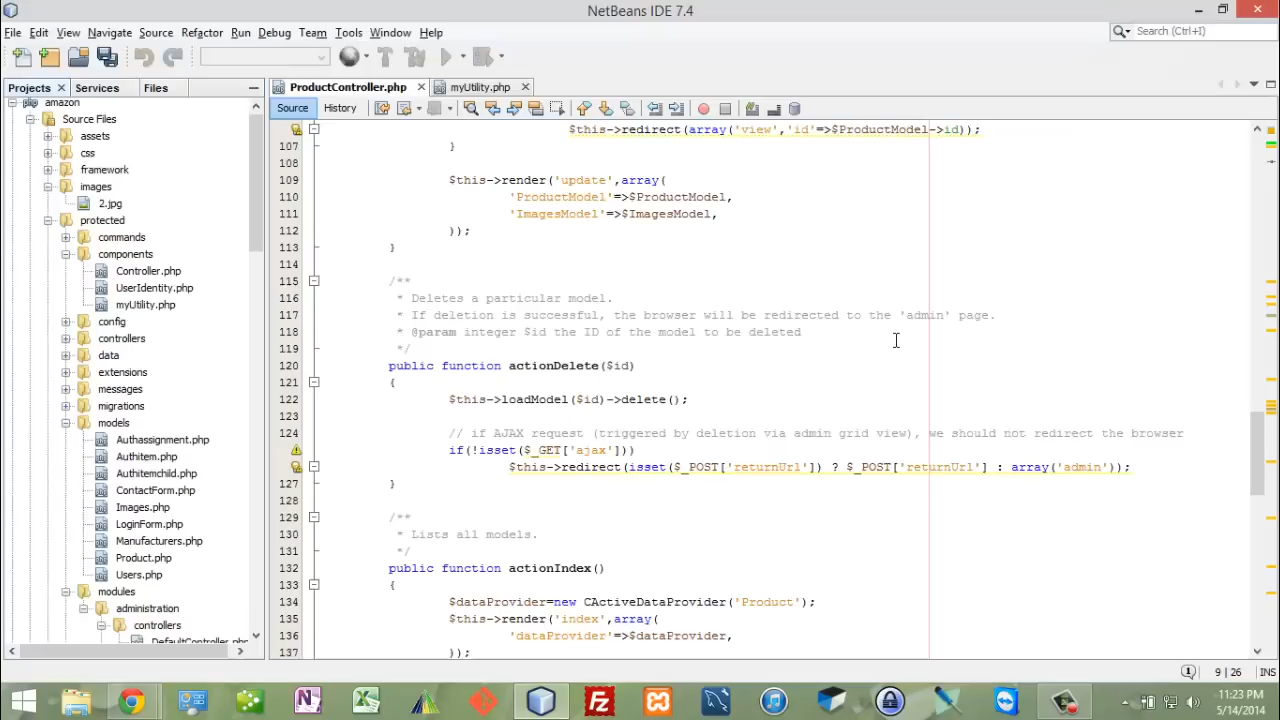 NetBeans IDE 7.4
File Edit View Navigate Source Refactor Run Debug Team Tools Window Help
Search (Ctrl+I)
Projects Services Files
ProductController.php myUtility.php
Source History
amazon
Source Files
assets
css
framework
images
2.jpg
protected
commands
components
Controller.php
UserIdentity.php
myUtility.php
config
controllers
data
extensions
messages
migrations
models
Authassignment.php
Authitem.php
Authitemchild.php
ContactForm.php
Images.php
LoginForm.php
Manufacturers.php
Product.php
Users.php
modules
administration
controllers
DefaultController.php
$this->redirect(array('view','id'=>$ProductModel->id));
107 }
108
109 $this->render('update',array(
110 'ProductModel'=>$ProductModel,
111 'ImagesModel'=>$ImagesModel,
112 ));
113 }
114
115 /**
116 * Deletes a particular model.
117 * If deletion is successful, the browser will be redirected to the 'admin' page.
118 * @param integer $id the ID of the model to be deleted
119 */
120 public function actionDelete($id)
121 {
122 $this->loadModel($id)->delete();
123
124 // if AJAX request (triggered by deletion via admin grid view), we should not redirect the browser
if(!isset($_GET['ajax']))
$this->redirect(isset($_POST['returnUrl']) ? $_POST['returnUrl'] : array('admin'));
127 }
128
129 /**
130 * Lists all models.
131 */
132 public function actionIndex()
133 {
134 $dataProvider=new CActiveDataProvider('Product');
135 $this->render('index',array(
136 'dataProvider'=>$dataProvider,
137 ));
9 | 26 INS
11:23 PM
5/14/2014